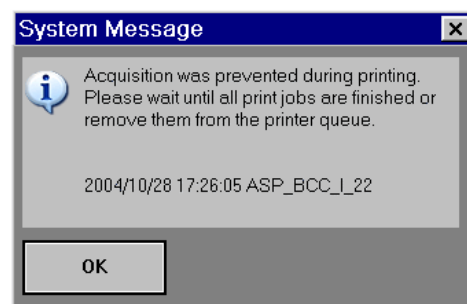 System Message
Acquisition was prevented during printing.
Please wait until all print jobs are finished or
remove them from the printer queue.
2004/10/28 17:26:05 ASP_BCC_I_22
OK